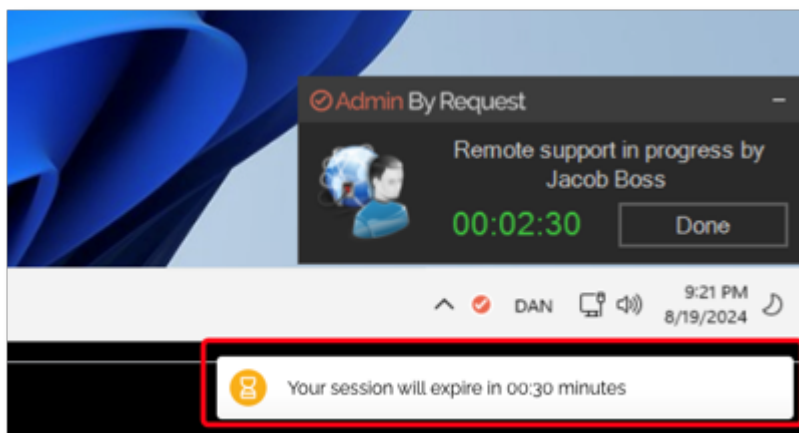 Admin By Request
Remote support in progress by
Jacob Boss
00:02:30
Done
DAN
9:21 PM
8/19/2024
Your session will expire in 00:30 minutes